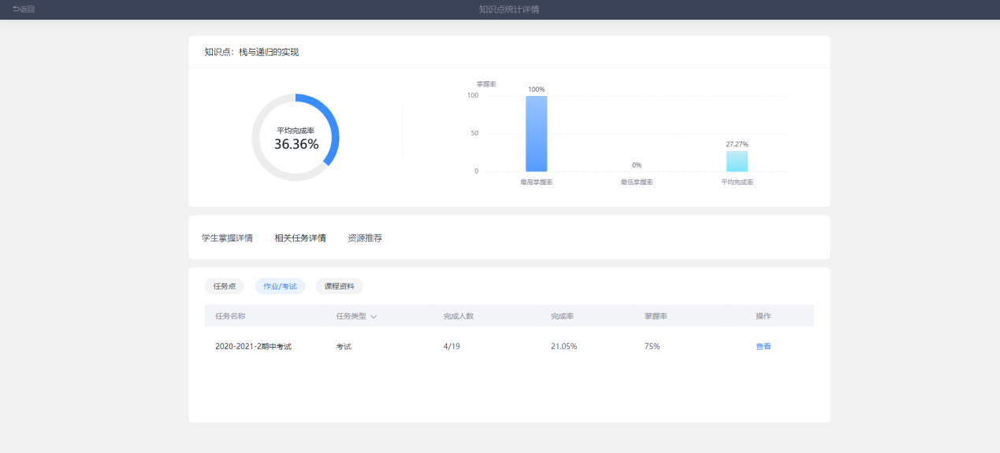 返回
知识点统计详情
知识点：栈与递归的实现
平均完成率
36.36%
掌握率
100
50
0
100%
0%
27.27%
最高掌握率
最低掌握率
平均完成率
学生掌握详情 相关任务详情 资源推荐
任务点 作业/考试 课程资料
任务名称 任务类型 完成人数 完成率 掌握率 操作
2020-2021-2期中考试 考试 4/19 21.05% 75% 查看